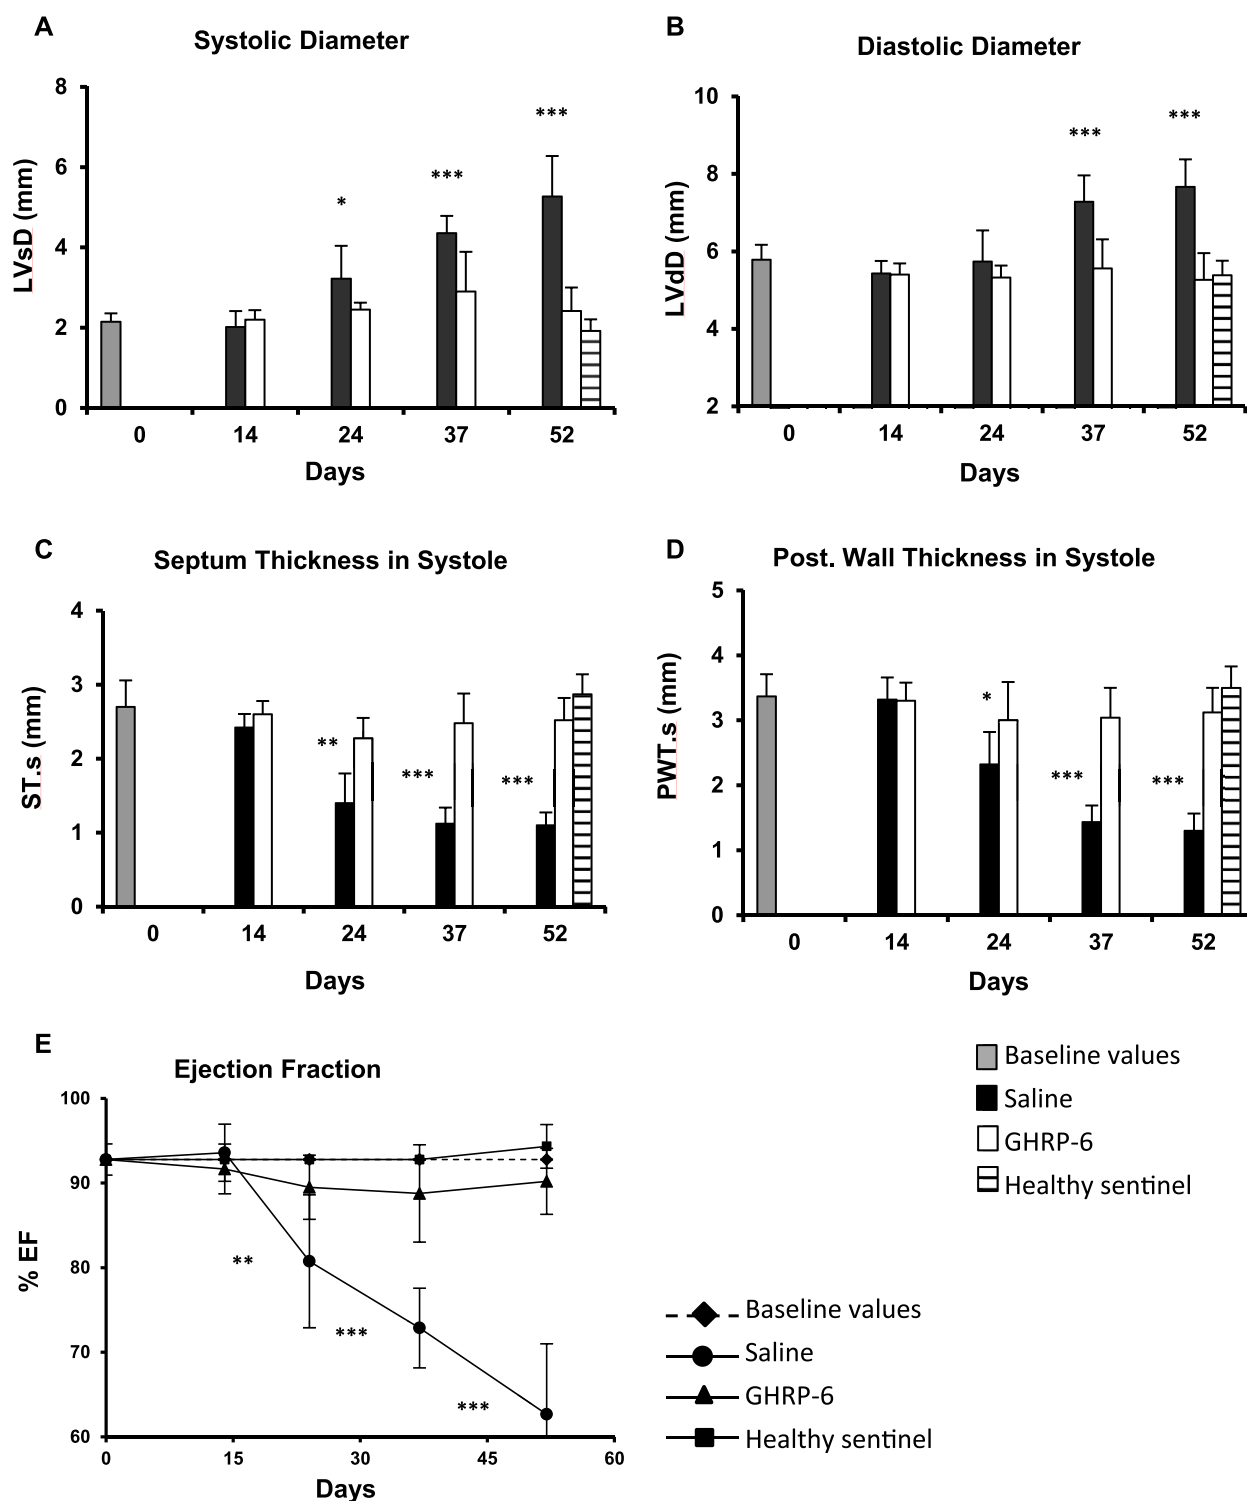 A
Systolic Diameter
LVsD (mm)
8
6
4
2
0
*
***
***
0 14 24 37 52
Days
B
Diastolic Diameter
LVdD (mm)
10
8
6
4
2
***
***
0 14 24 37 52
Days
C
Septum Thickness in Systole
ST.s (mm)
4
3
2
1
0
**
***
***
0 14 24 37 52
Days
D
Post. Wall Thickness in Systole
PWT.s (mm)
5
4
3
2
1
0
*
***
***
0 14 24 37 52
Days
E
Ejection Fraction
% EF
100
90
80
70
60
**
***
***
0 15 30 45 60
Days
Baseline values
Saline
GHRP-6
Healthy sentinel
Baseline values
Saline
GHRP-6
Healthy sentinel